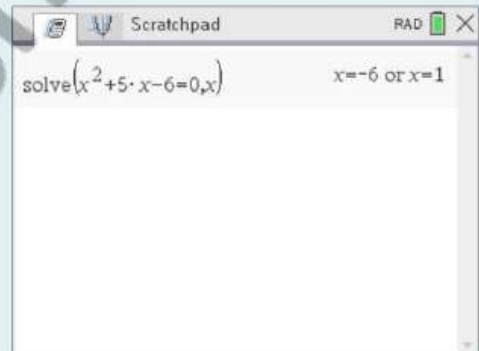 Scratchpad RAD
solve(x²+5·x−6=0,x) x=-6 or x=1